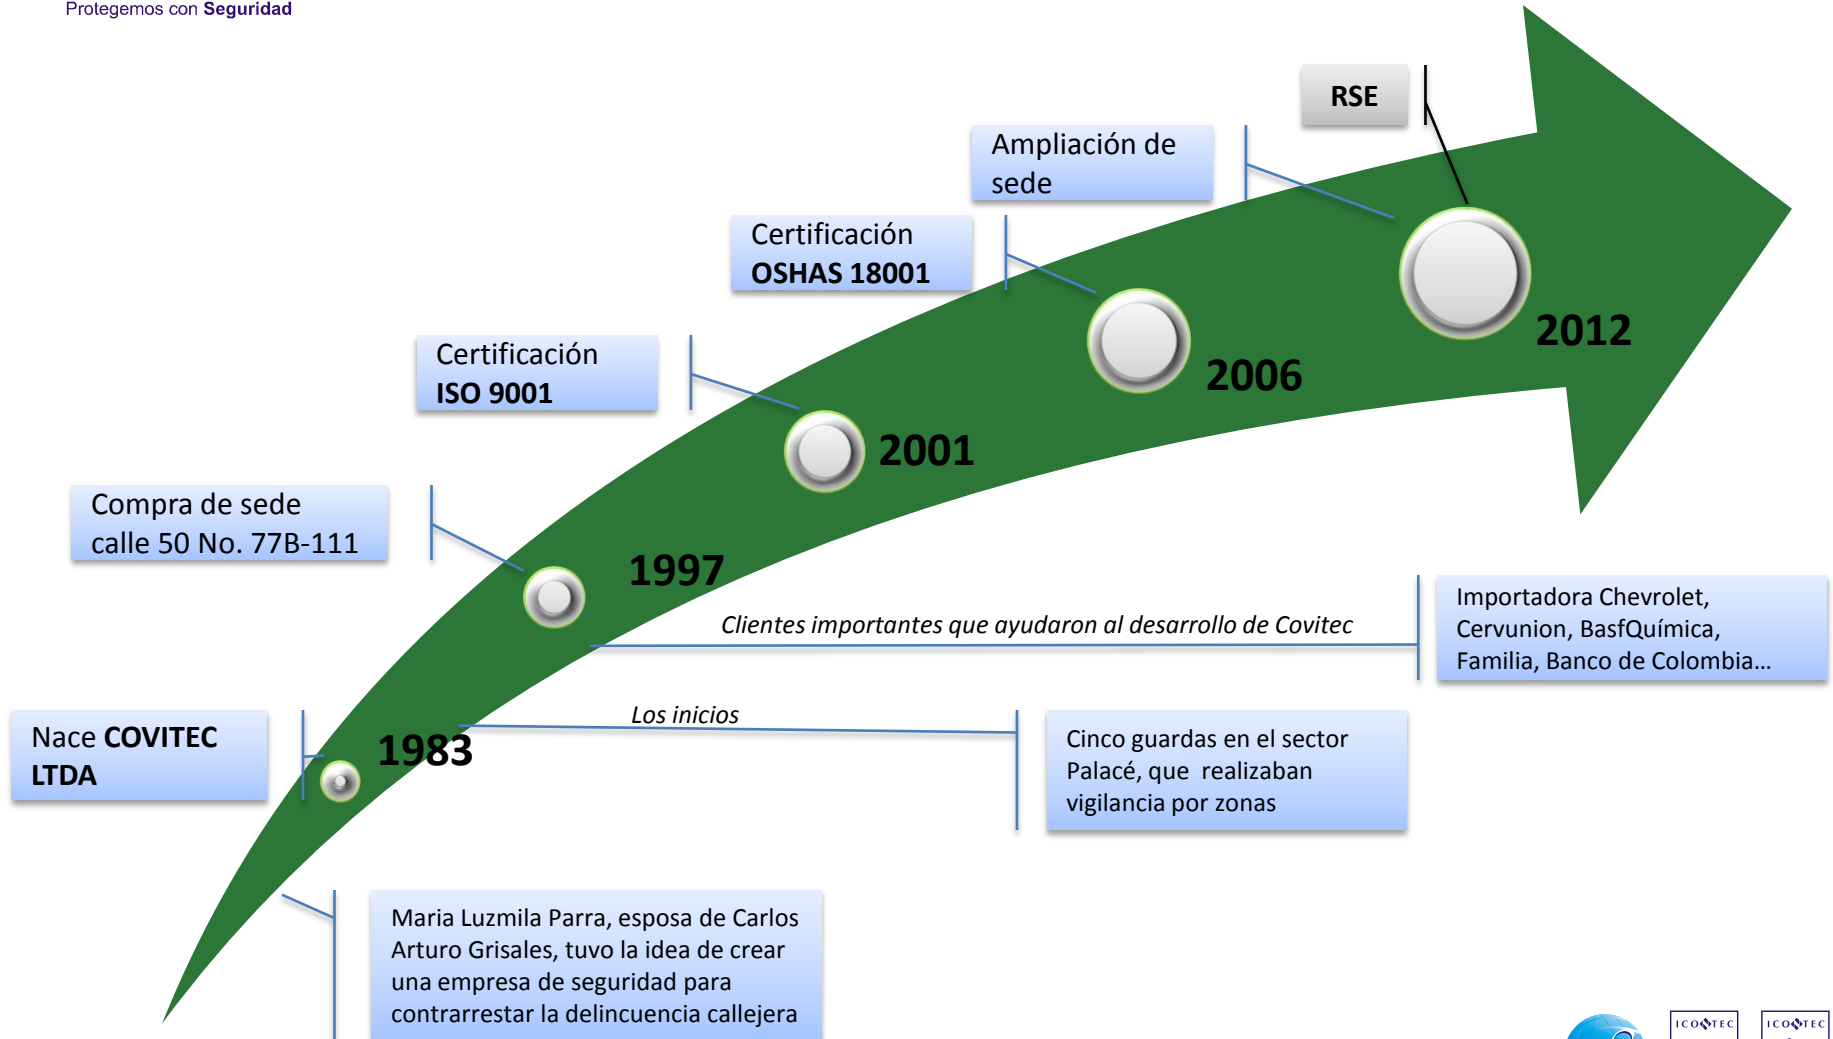 Protegemos con Seguridad
RSE
Ampliación de
sede
Certificación
OSHAS 18001
2012
Certificación
ISO 9001
2006
2001
Compra de sede
calle 50 No. 77B-111
1997
Clientes importantes que ayudaron al desarrollo de Covitec
Importadora Chevrolet,
Cervunion, BasfQuímica,
Familia, Banco de Colombia...
Los inicios
Nace COVITEC
LTDA
1983
Cinco guardas en el sector
Palacé, que realizaban
vigilancia por zonas
Maria Luzmila Parra, esposa de Carlos
Arturo Grisales, tuvo la idea de crear
una empresa de seguridad para
contrarrestar la delincuencia callejera
ICONTEC
ICONTEC